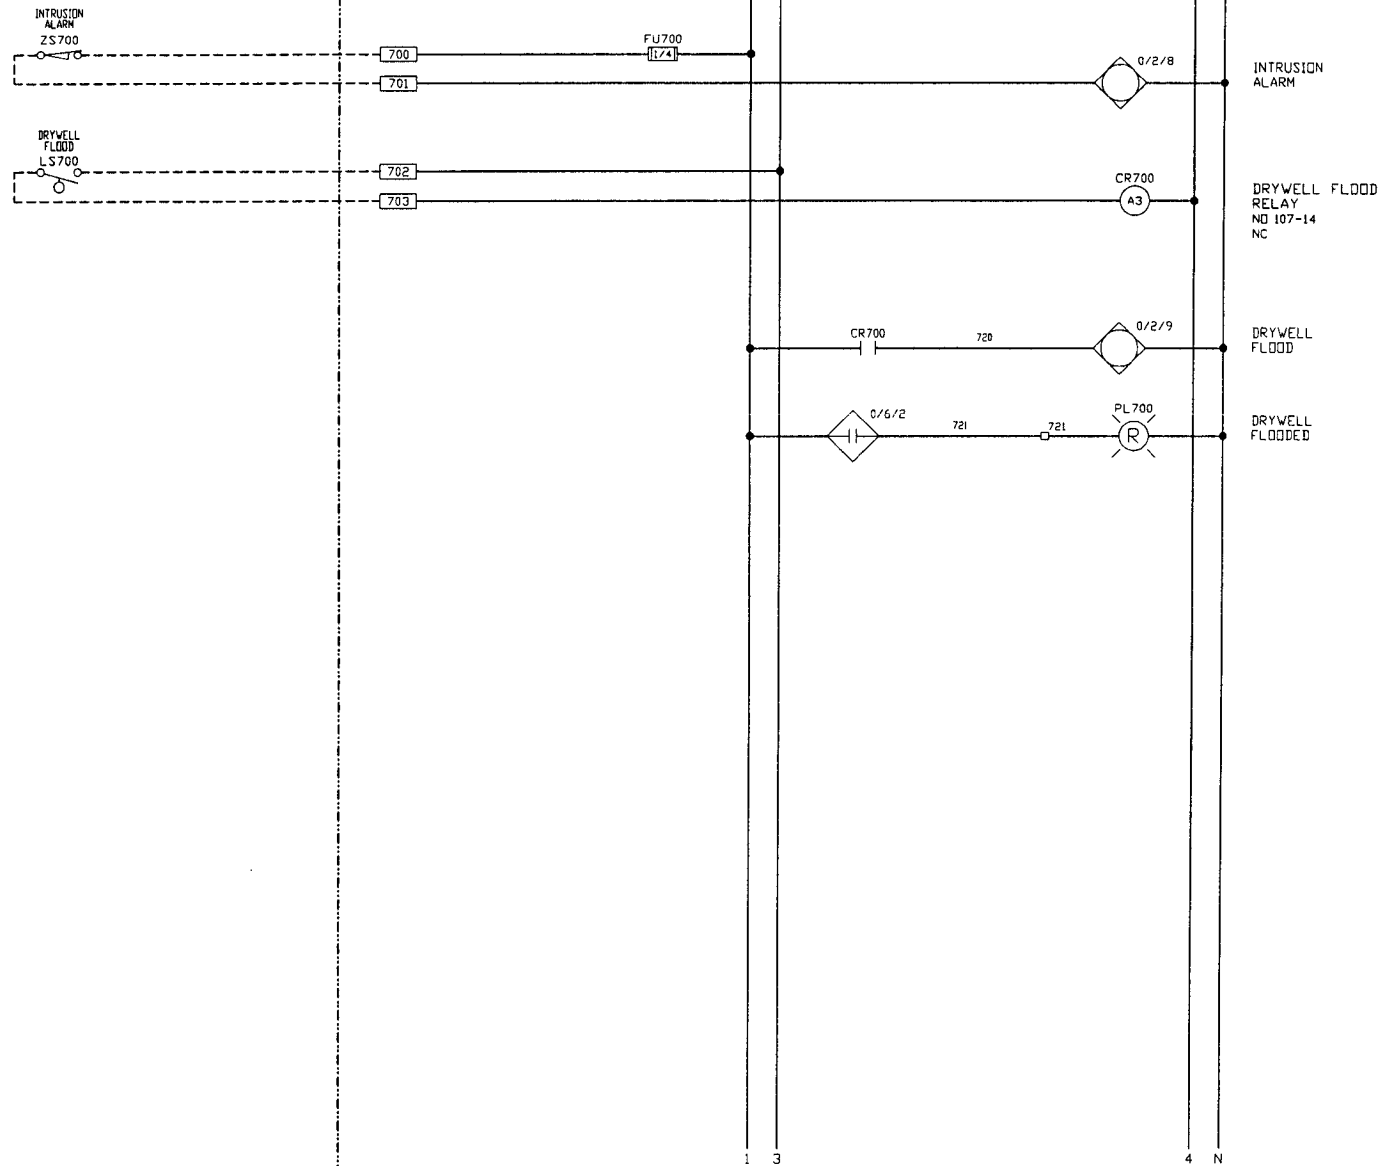 INTRUSION
ALARM
ZS700
700
FU700
1/4
701
0/2/8
INTRUSION
ALARM
DRYWELL
FLOOD
LS700
702
703
CR700
A3
DRYWELL FLOOD
RELAY
NO 107-14
NC
CR700
720
0/2/9
DRYWELL
FLOOD
0/6/2
721
721
PL700
R
DRYWELL
FLOODED
1
3
4
N